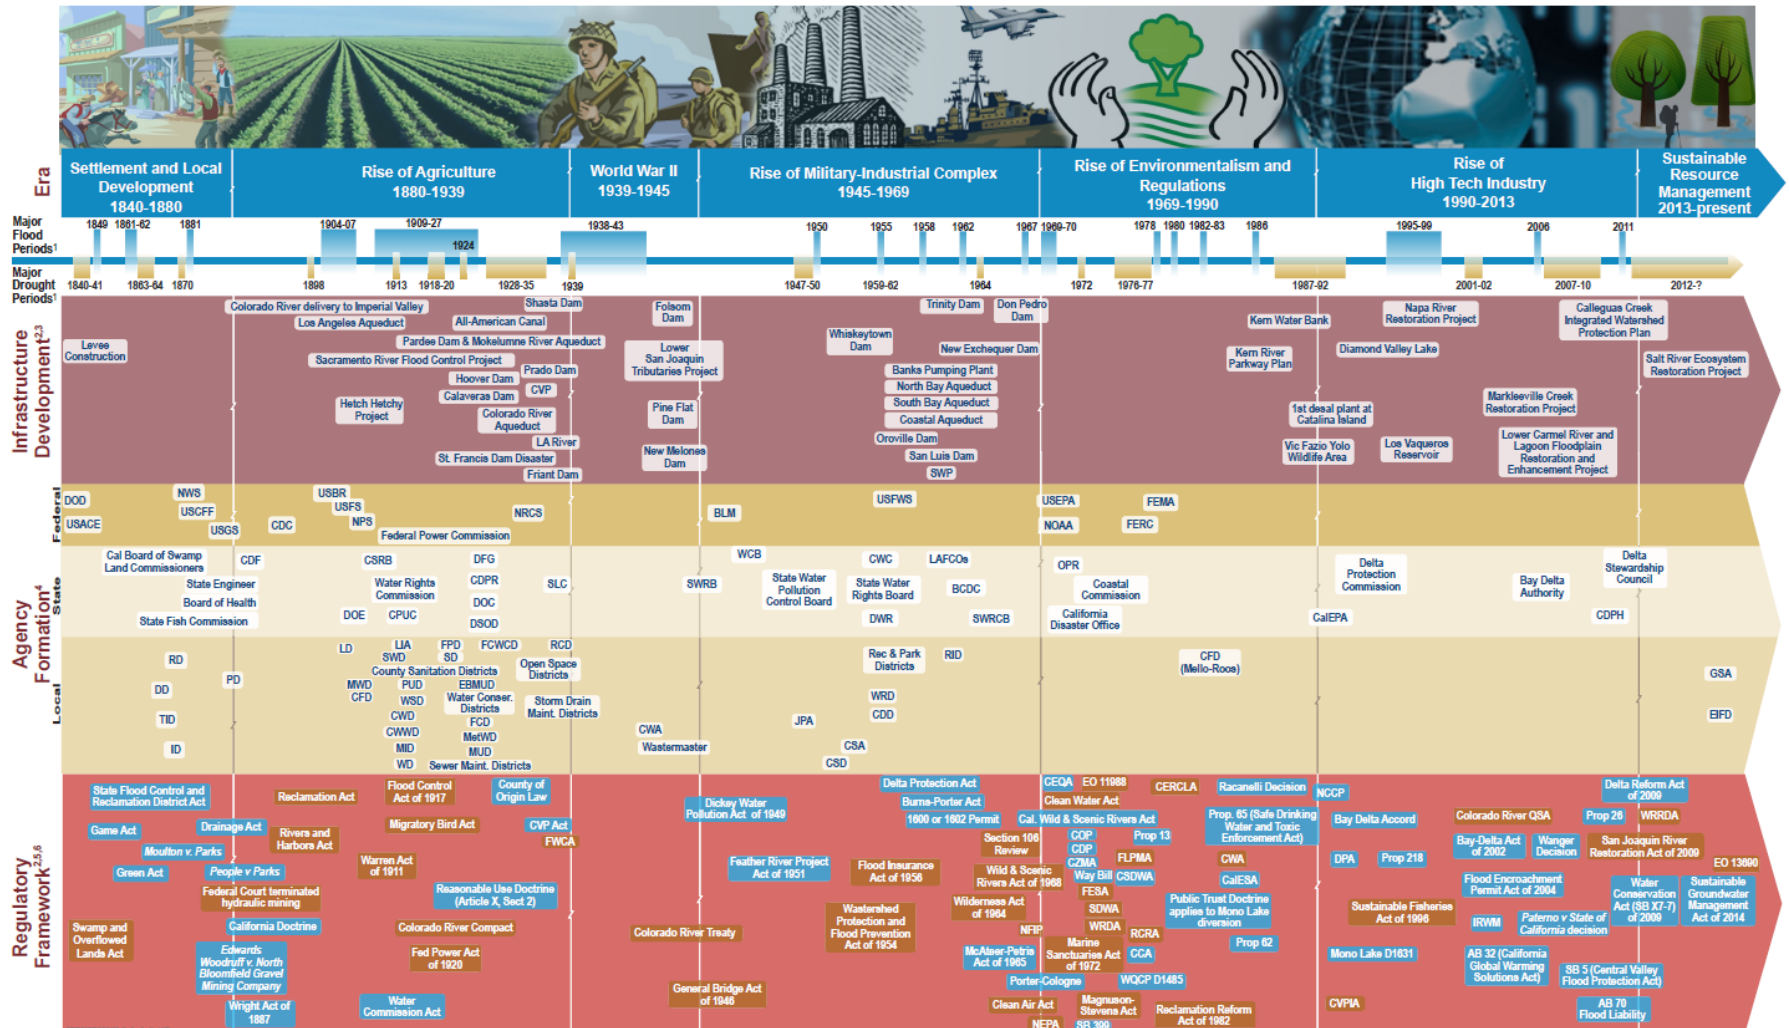 Era
Settlement and Local
Development
1840-1880
Rise of Agriculture
1880-1939
World War II
1939-1945
Rise of Military-Industrial Complex
1945-1969
Rise of Environmentalism and
Regulations
1969-1990
Rise of
High Tech Industry
1990-2013
Sustainable
Resource
Management
2013-present
Major
Flood
Periods¹
1849
1861-62
1881
1904-07
1909-27
1924
1938-43
1950
1955
1958
1962
1967
1969-70
1978
1980
1982-83
1986
1995-99
2006
2011
Major
Drought
Periods¹
1840-41
1863-64
1870
1898
1913
1918-20
1928-35
1939
1947-50
1959-62
1964
1972
1976-77
1987-92
2001-02
2007-10
2012-?
Infrastructure
Development²,³
Levee
Construction
Colorado River delivery to Imperial Valley
Los Angeles Aqueduct
Shasta Dam
All-American Canal
Pardee Dam & Mokelumne River Aqueduct
Sacramento River Flood Control Project
Prado Dam
Hoover Dam
CVP
Calaveras Dam
Hetch Hetchy
Project
Colorado River
Aqueduct
LA River
St. Francis Dam Disaster
Friant Dam
Folsom
Dam
Lower
San Joaquin
Tributaries Project
Pine Flat
Dam
New Melones
Dam
Trinity Dam
Don Pedro
Dam
Whiskeytown
Dam
New Exchequer Dam
Banks Pumping Plant
North Bay Aqueduct
South Bay Aqueduct
Coastal Aqueduct
Oroville Dam
San Luis Dam
SWP
Kern Water Bank
Kern River
Parkway Plan
1st desal plant at
Catalina Island
Vic Fazio Yolo
Wildlife Area
Napa River
Restoration Project
Diamond Valley Lake
Los Vaqueros
Reservoir
Calleguas Creek
Integrated Watershed
Protection Plan
Markleeville Creek
Restoration Project
Lower Carmel River and
Lagoon Floodplain
Restoration and
Enhancement Project
Salt River Ecosystem
Restoration Project
Agency
Formation⁴
Federal
DOD
USACE
NWS
USCFF
USGS
CDC
USBR
USFS
NPS
Federal Power Commission
NRCS
BLM
USFWS
USEPA
NOAA
FEMA
FERC
State
Cal Board of Swamp
Land Commissioners
State Engineer
Board of Health
State Fish Commission
CDF
CSRB
Water Rights
Commission
DOE
CPUC
DFG
CDPR
DOC
DSOD
SLC
SWRB
WCB
State Water
Pollution
Control Board
CWC
State Water
Rights Board
DWR
LAFCOs
BCDC
SWRCB
OPR
Coastal
Commission
California
Disaster Office
CalEPA
Delta
Protection
Commission
Bay Delta
Authority
Delta
Stewardship
Council
CDPH
Local
RD
DD
TID
ID
PD
LD
MWD
CFD
LIA
SWD
FPD
SD
FCWCD
RCD
County Sanitation Districts
Open Space
Districts
PUD
WSD
CWD
CWWD
MID
WD
EBMUD
Water Conser.
Districts
FCD
MetWD
MUD
Sewer Maint. Districts
Storm Drain
Maint. Districts
CWA
Wastermaster
JPA
CSA
CSD
Rec & Park
Districts
RID
WRD
CDD
CFD
(Mello-Roos)
GSA
EIFD
Regulatory
Framework²,⁵,⁶
State Flood Control and
Reclamation District Act
Game Act
Drainage Act
Moulton v. Parks
Green Act
People v Parks
Federal Court terminated
hydraulic mining
Swamp and
Overflowed
Lands Act
California Doctrine
Edwards
Woodruff v. North
Bloomfield Gravel
Mining Company
Wright Act of
1887
Reclamation Act
Rivers and
Harbors Act
Flood Control
Act of 1917
Migratory Bird Act
Warren Act
of 1911
County of
Origin Law
CVP Act
FWCA
Reasonable Use Doctrine
(Article X, Sect 2)
Colorado River Compact
Fed Power Act
of 1920
Water
Commission Act
Dickey Water
Pollution Act of 1949
Feather River Project
Act of 1951
Colorado River Treaty
General Bridge Act
of 1946
Delta Protection Act
Burns-Porter Act
1600 or 1602 Permit
Section 106
Review
Flood Insurance
Act of 1956
Wild & Scenic
Rivers Act of 1968
Wastershed
Protection and
Flood Prevention
Act of 1954
Wilderness Act
of 1964
NFIP
McAteer-Petris
Act of 1965
Porter-Cologne
Clean Air Act
NEPA
CEQA
EO 11988
Clean Water Act
Cal. Wild & Scenic Rivers Act
COP
CDP
CZMA
Way Bill
FESA
SDWA
WRDA
Marine
Sanctuaries Act
of 1972
Magnuson-
Stevens Act
SB 399
CERCLA
Prop 13
FLPMA
CSDWA
RCRA
CCA
WQCP D1485
Reclamation Reform
Act of 1982
Racanelli Decision
Prop. 65 (Safe Drinking
Water and Toxic
Enforcement Act)
CWA
CalESA
Public Trust Doctrine
applies to Mono Lake
diversion
Prop 62
NCCP
Bay Delta Accord
DPA
Prop 218
Sustainable Fisheries
Act of 1996
Mono Lake D1631
CVPIA
Colorado River QSA
Bay-Delta Act
of 2002
Wanger
Decision
Flood Encroachment
Permit Act of 2004
IRWM
Paterno v State of
California decision
AB 32 (California
Global Warming
Solutions Act)
SB 5 (Central Valley
Flood Protection Act)
AB 70
Flood Liability
Delta Reform Act
of 2009
Prop 26
WRRDA
San Joaquin River
Restoration Act of 2009
EO 13690
Water
Conservation
Act (SB X7-7)
of 2009
Sustainable
Groundwater
Management
Act of 2014